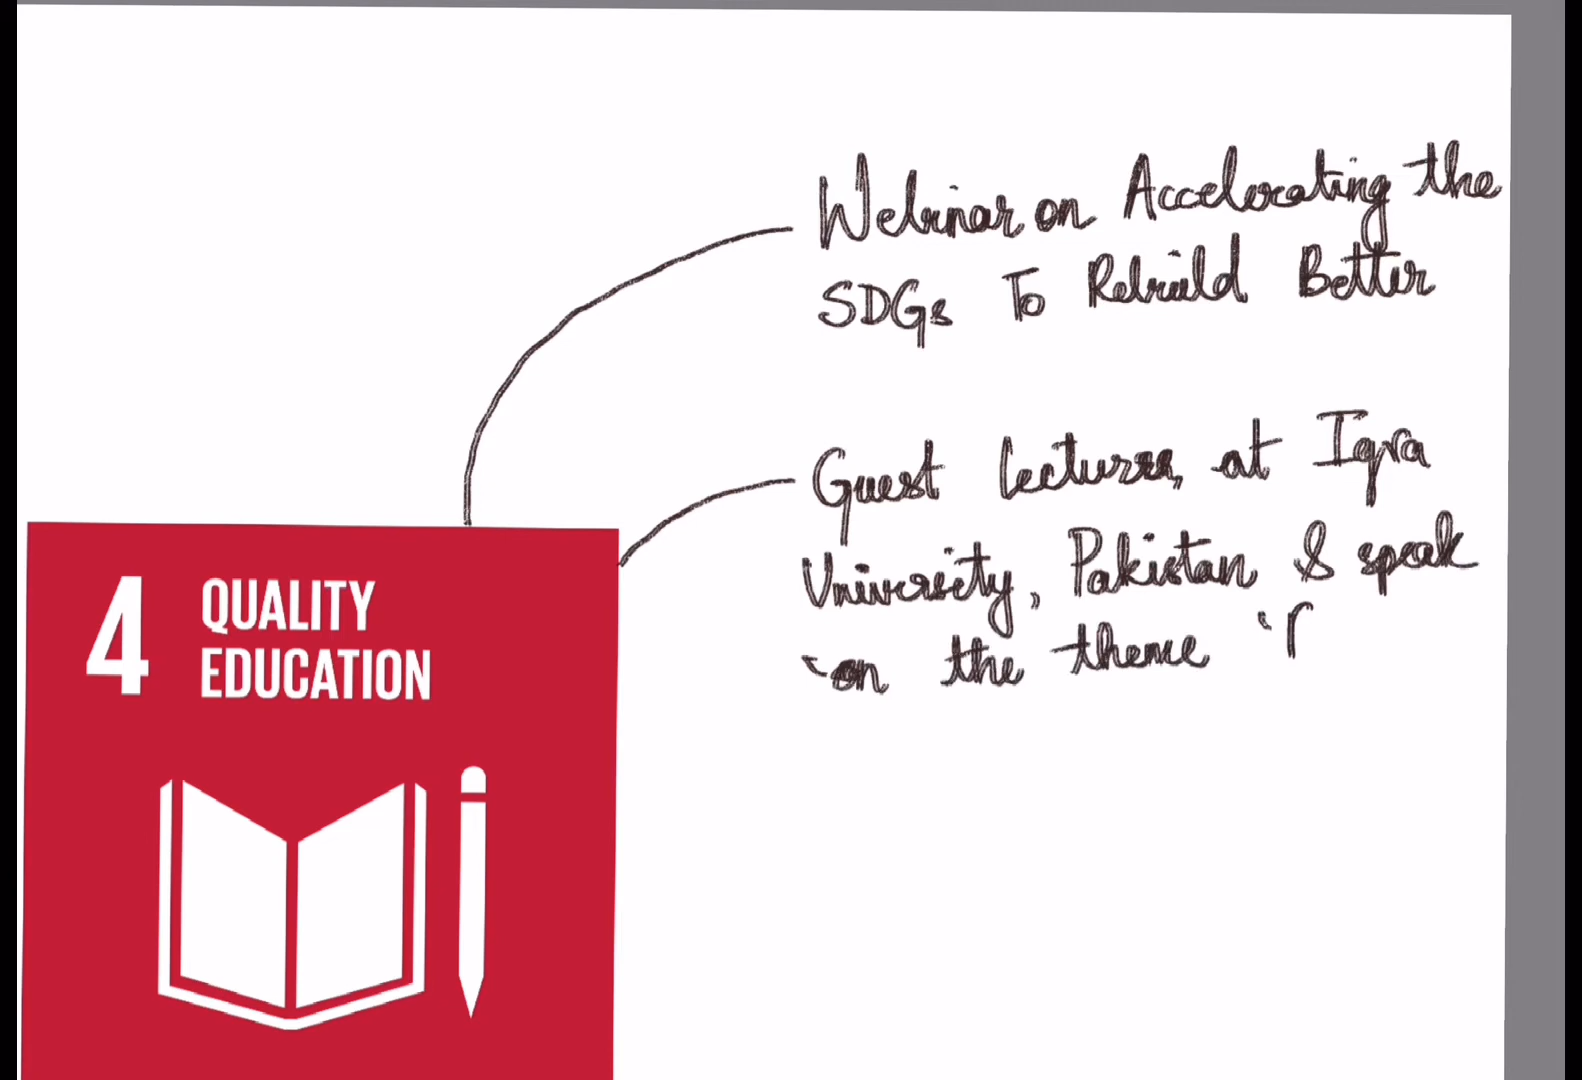 Webinar on Accelerating the
SDGs To Rebuild Better
Guest lectures, at Iqra
University, Pakistan & speak
on the theme '
4 QUALITY
EDUCATION